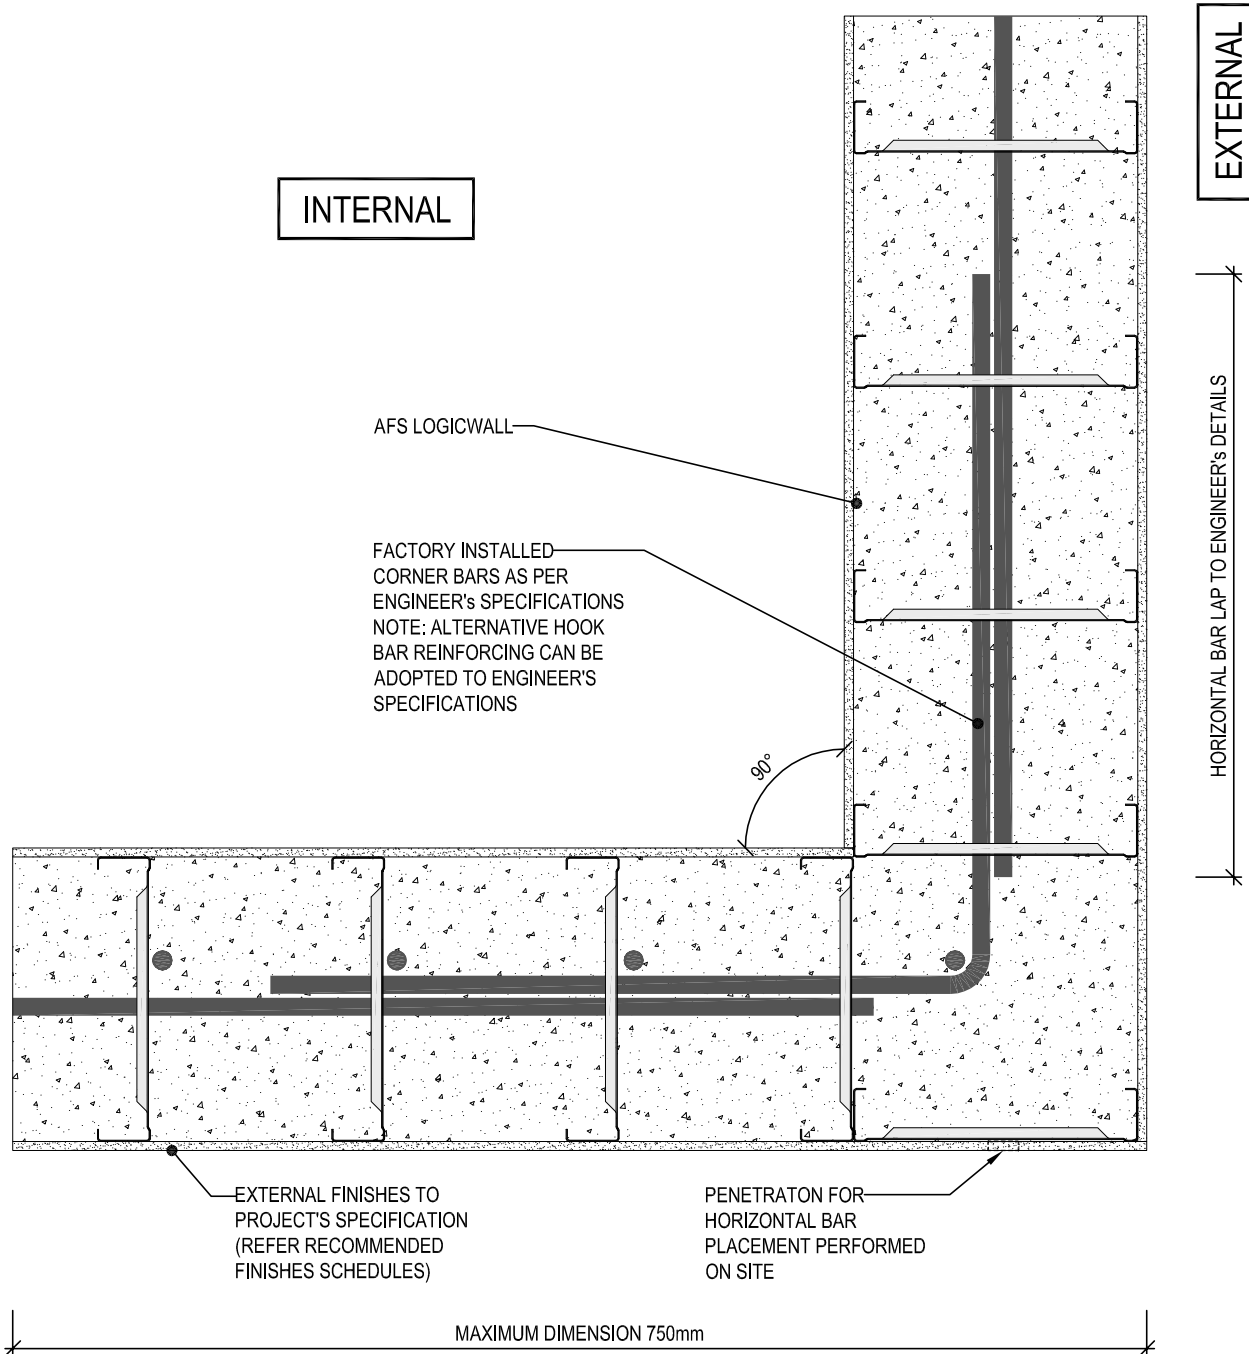 EXTERNAL
INTERNAL
AFS LOGICWALL
FACTORY INSTALLED
CORNER BARS AS PER
ENGINEER's SPECIFICATIONS
NOTE: ALTERNATIVE HOOK
BAR REINFORCING CAN BE
ADOPTED TO ENGINEER'S
SPECIFICATIONS
HORIZONTAL BAR LAP TO ENGINEER's DETAILS
90°
EXTERNAL FINISHES TO
PROJECT'S SPECIFICATION
(REFER RECOMMENDED
FINISHES SCHEDULES)
PENETRATON FOR
HORIZONTAL BAR
PLACEMENT PERFORMED
ON SITE
MAXIMUM DIMENSION 750mm